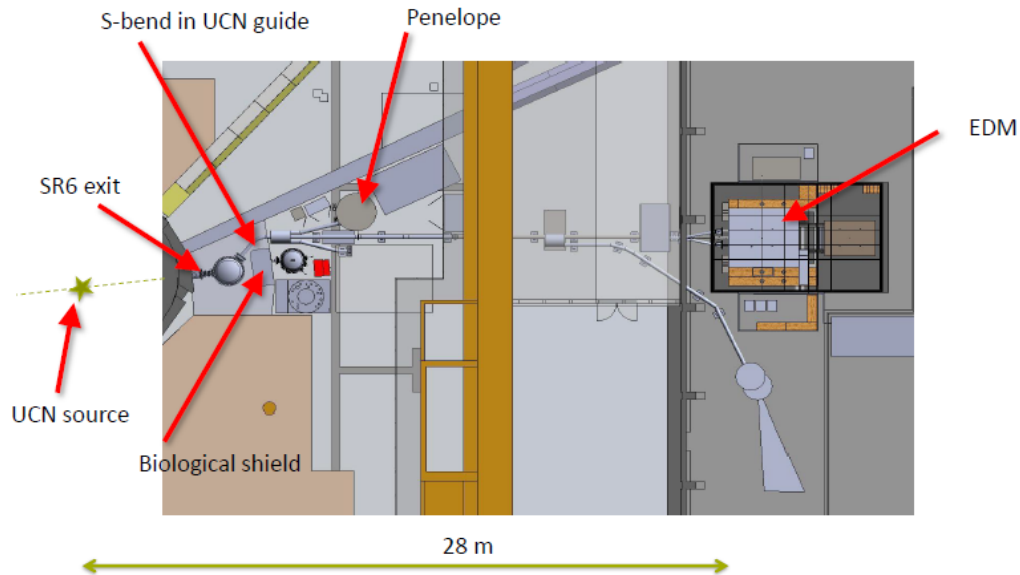 S-bend in UCN guide
Penelope
EDM
SR6 exit
UCN source
Biological shield
28 m